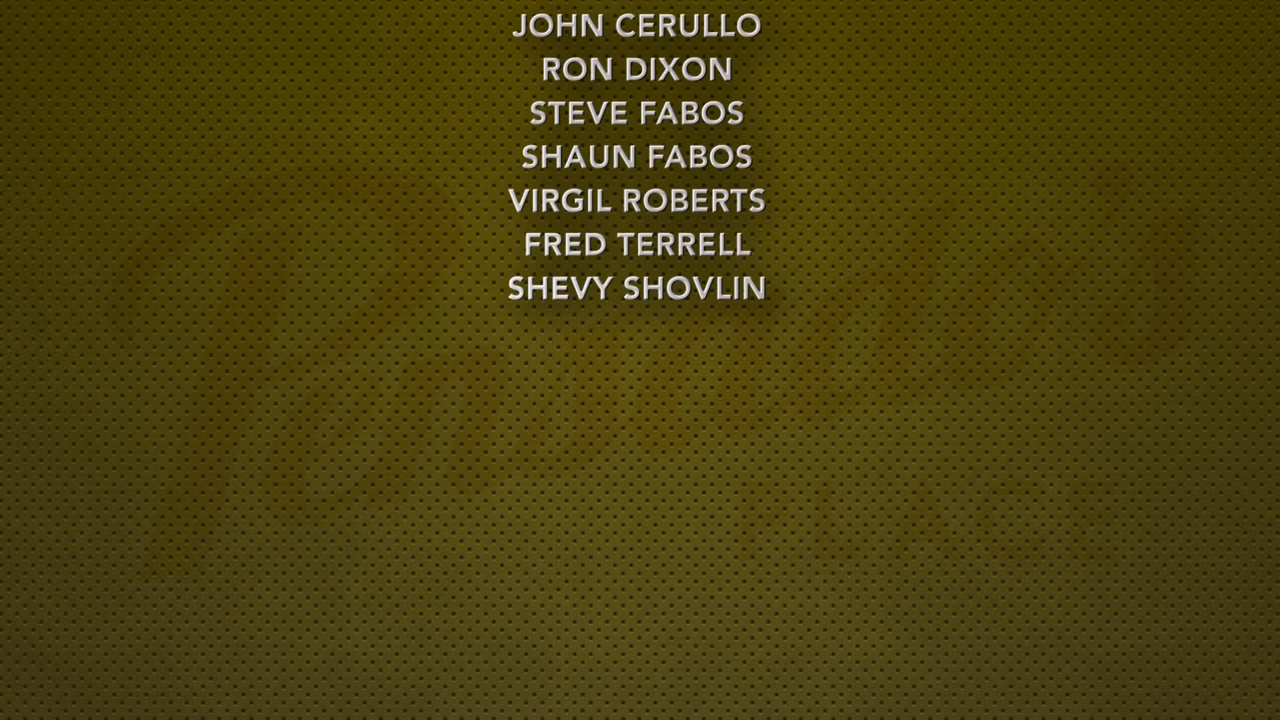 JOHN CERULLO
RON DIXON
STEVE FABOS
SHAUN FABOS
VIRGIL ROBERTS
FRED TERRELL
SHEVY SHOVLIN